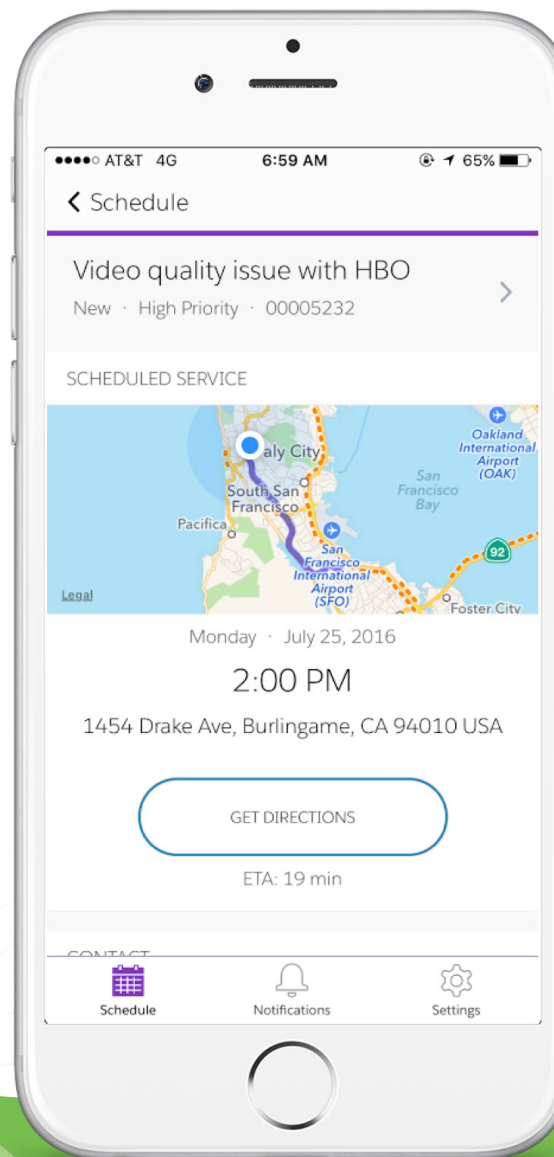 AT&T 4G 6:59 AM 65%
Schedule
Video quality issue with HBO
New · High Priority · 00005232
SCHEDULED SERVICE
Oakland
International
Airport
(OAK)
aly City
San
Francisco
Bay
South San
Francisco
Pacifica
92
San
Francisco
International
Airport
(SFO)
Legal
Foster City
Monday · July 25, 2016
2:00 PM
1454 Drake Ave, Burlingame, CA 94010 USA
GET DIRECTIONS
ETA: 19 min
CONTACT
Schedule Notifications Settings